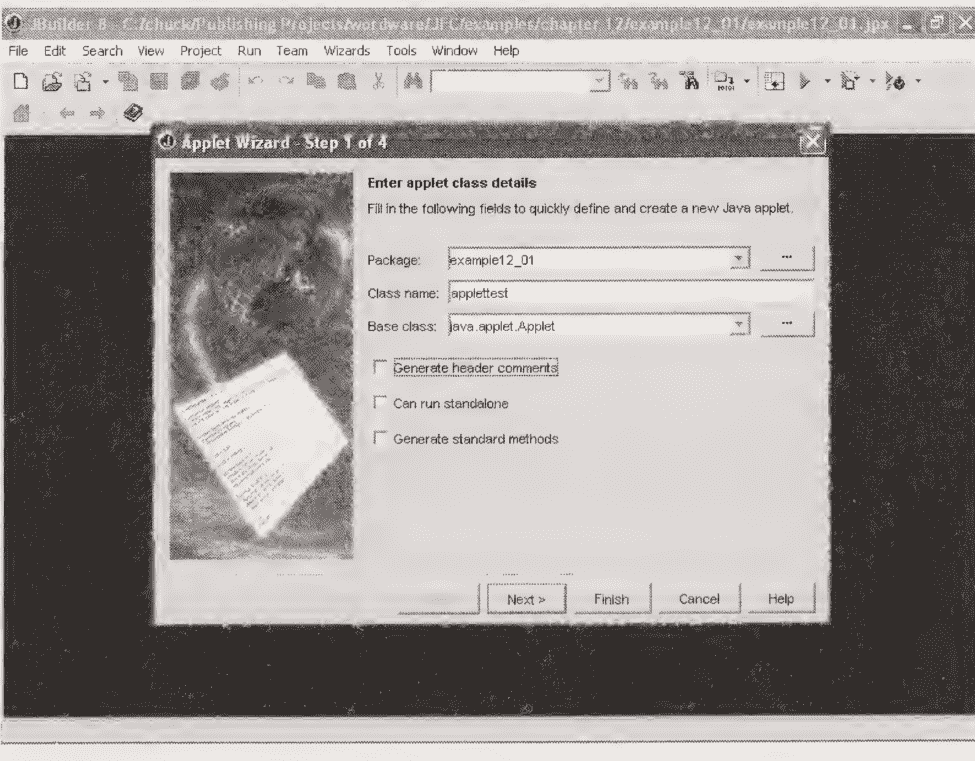 JBuilder 8 - C:/chuck/Publishing Projects/wordware/JFC/examples/chapter 12/example12_01/example12_01.jpx
File Edit Search View Project Run Team Wizards Tools Window Help
Applet Wizard - Step 1 of 4
Enter applet class details
Fill in the following fields to quickly define and create a new Java applet.
Package: example12_01 ...
Class name: applettest
Base class: java.applet.Applet ...
Generate header comments
Can run standalone
Generate standard methods
Next > Finish Cancel Help